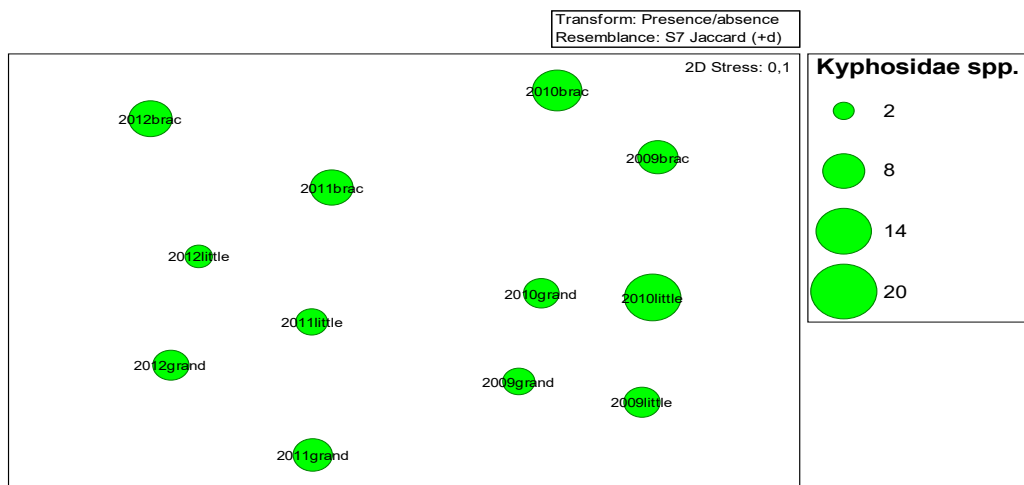 Transform: Presence/absence
Resemblance: S7 Jaccard (+d)
2D Stress: 0,1
Kyphosidae spp.
2
8
14
20
2010brac
2012brac
2009brac
2011brac
2012little
2010grand
2010little
2011little
2012grand
2009grand
2009little
2011grand